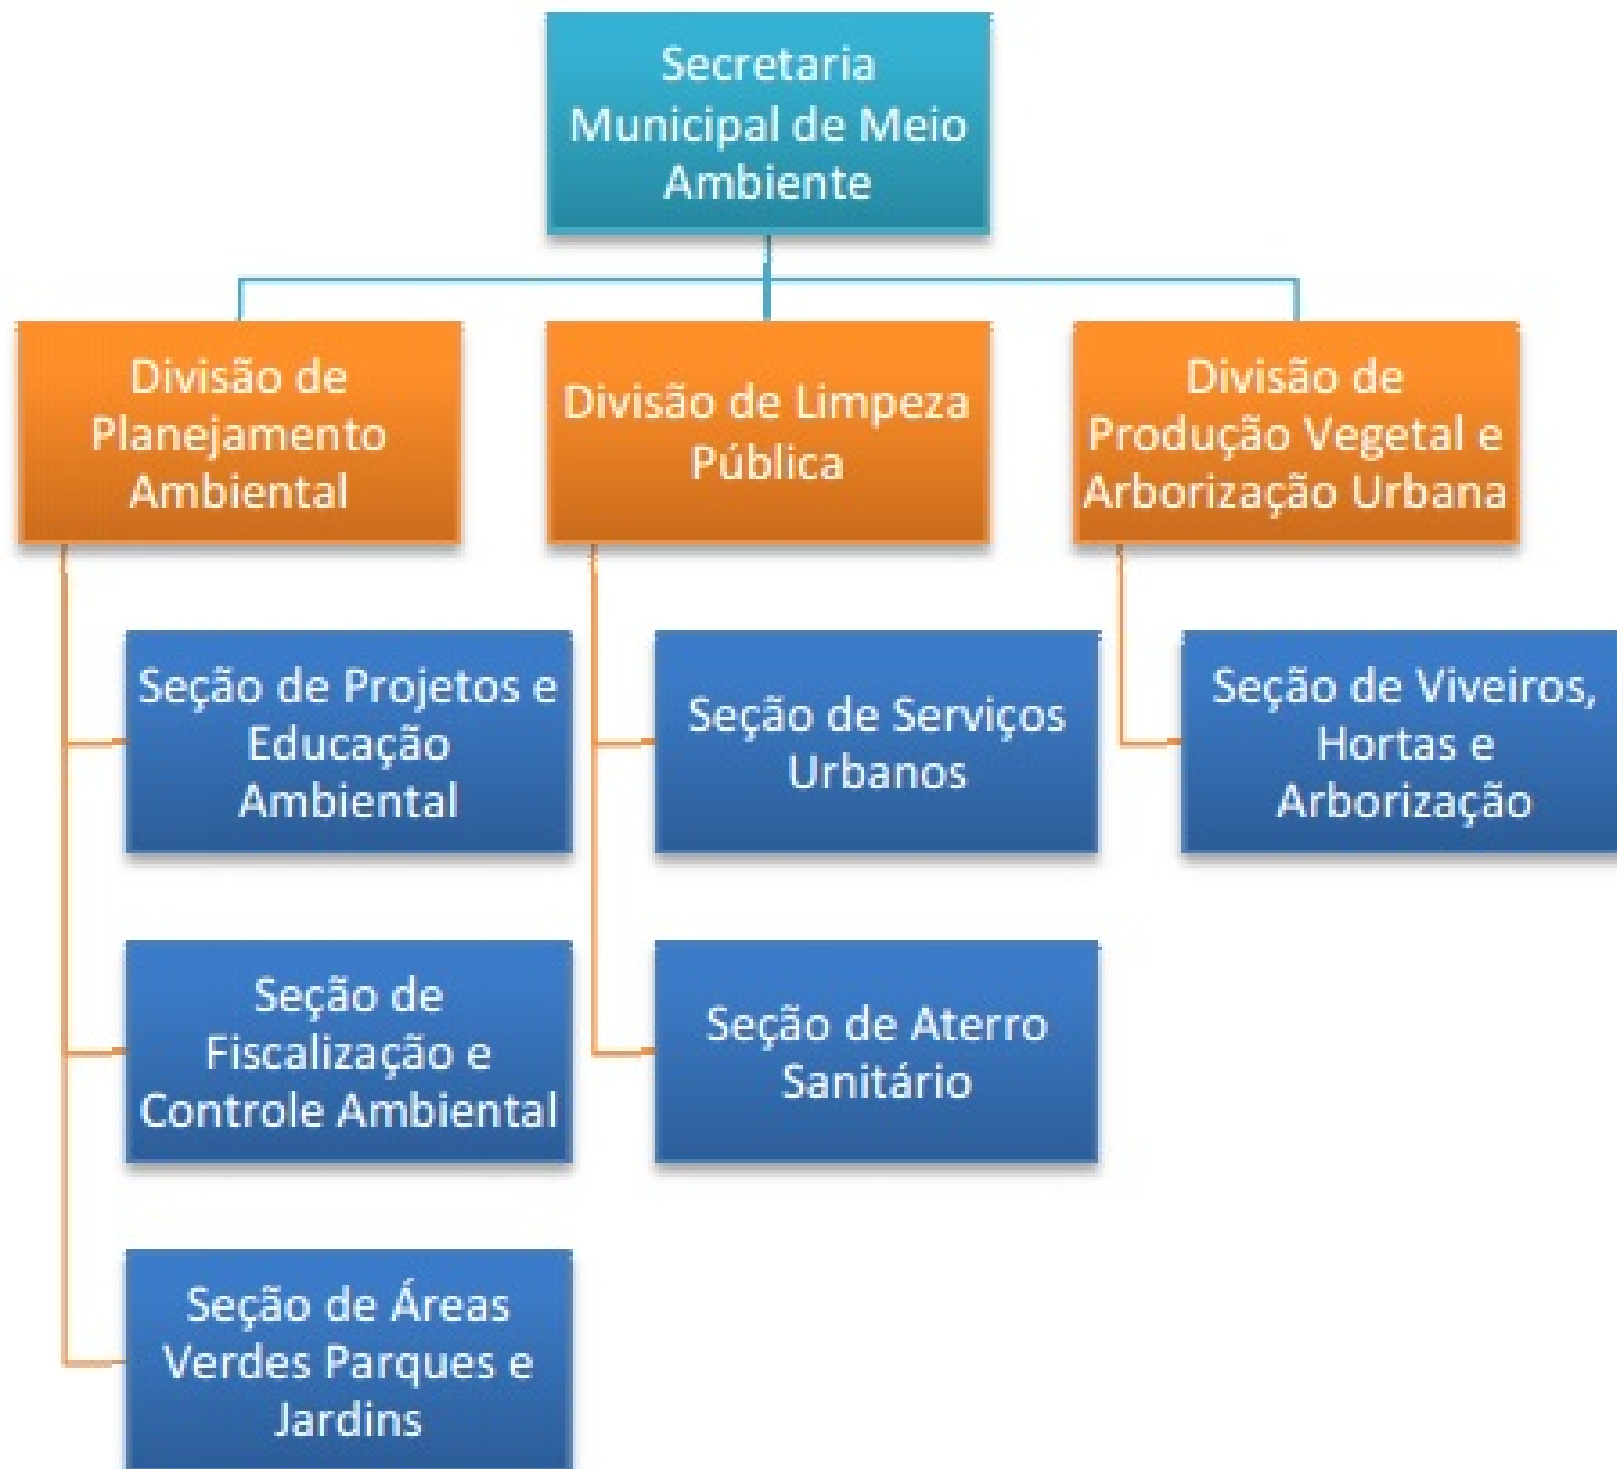 Secretaria
Municipal de Meio
Ambiente
Divisão de
Planejamento
Ambiental
Divisão de Limpeza
Pública
Divisão de
Produção Vegetal e
Arborização Urbana
Seção de Projetos e
Educação
Ambiental
Seção de Serviços
Urbanos
Seção de Viveiros,
Hortas e
Arborização
Seção de
Fiscalização e
Controle Ambiental
Seção de Aterro
Sanitário
Seção de Áreas
Verdes Parques e
Jardins